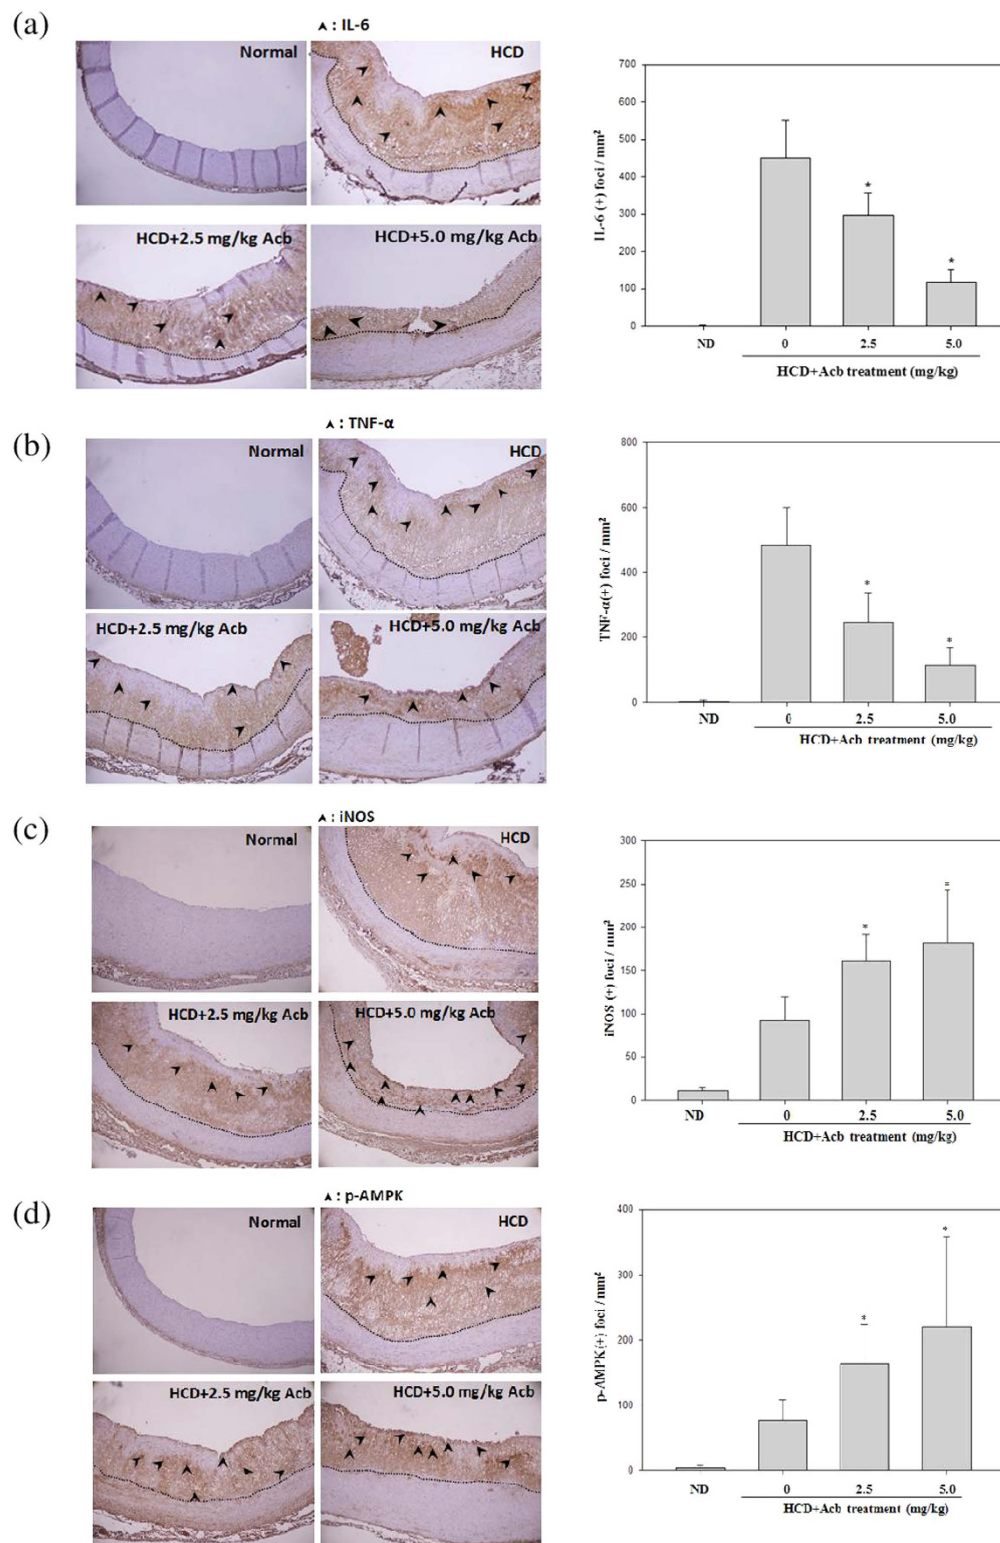 (a)
➤ : IL-6
Normal
HCD
HCD+2.5 mg/kg Acb
HCD+5.0 mg/kg Acb
IL-6 (+) foci / mm²
700
600
500
400
300
200
100
0
*
*
ND
0
2.5
5.0
HCD+Acb treatment (mg/kg)
(b)
➤ : TNF-α
Normal
HCD
HCD+2.5 mg/kg Acb
HCD+5.0 mg/kg Acb
TNF-α(+) foci / mm²
800
600
400
200
0
*
*
ND
0
2.5
5.0
HCD+Acb treatment (mg/kg)
(c)
➤ : iNOS
Normal
HCD
HCD+2.5 mg/kg Acb
HCD+5.0 mg/kg Acb
iNOS (+) foci / mm²
300
250
200
150
100
50
0
*
*
ND
0
2.5
5.0
HCD+Acb treatment (mg/kg)
(d)
➤ : p-AMPK
Normal
HCD
HCD+2.5 mg/kg Acb
HCD+5.0 mg/kg Acb
p-AMPK(+) foci / mm²
400
300
200
100
0
*
*
ND
0
2.5
5.0
HCD+Acb treatment (mg/kg)